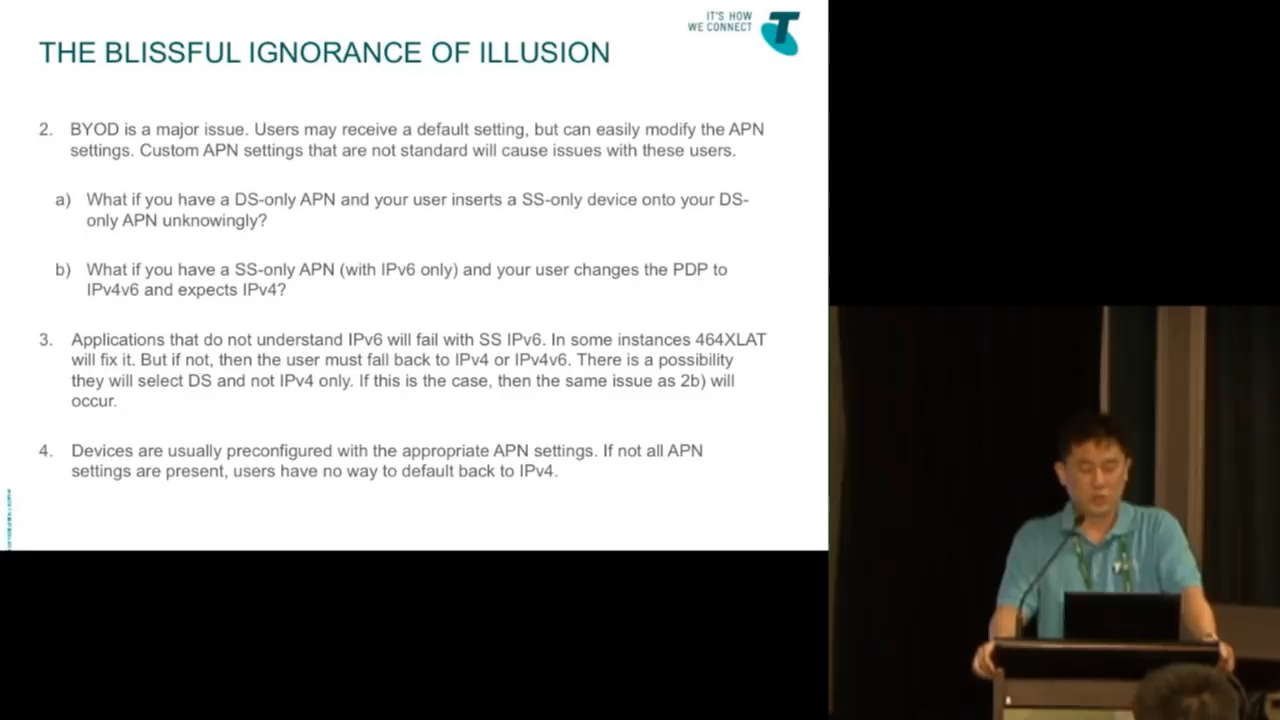 IT'S HOW
WE CONNECT
THE BLISSFUL IGNORANCE OF ILLUSION
2. BYOD is a major issue. Users may receive a default setting, but can easily modify the APN
settings. Custom APN settings that are not standard will cause issues with these users.
a) What if you have a DS-only APN and your user inserts a SS-only device onto your DS-
only APN unknowingly?
b) What if you have a SS-only APN (with IPv6 only) and your user changes the PDP to
IPv4v6 and expects IPv4?
3. Applications that do not understand IPv6 will fail with SS IPv6. In some instances 464XLAT
will fix it. But if not, then the user must fall back to IPv4 or IPv4v6. There is a possibility
they will select DS and not IPv4 only. If this is the case, then the same issue as 2b) will
occur.
4. Devices are usually preconfigured with the appropriate APN settings. If not all APN
settings are present, users have no way to default back to IPv4.